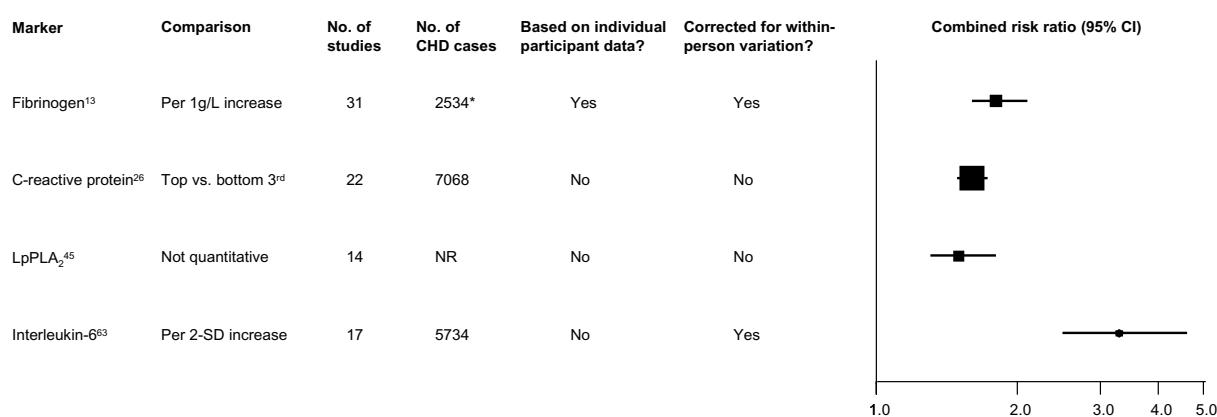 Marker Comparison No. of studies No. of CHD cases Based on individual participant data? Corrected for within-person variation? Combined risk ratio (95% CI)
Fibrinogen¹³ Per 1g/L increase 31 2534* Yes Yes
C-reactive protein²⁶ Top vs. bottom 3ʳᵈ 22 7068 No No
LpPLA₂⁴⁵ Not quantitative 14 NR No No
Interleukin-6⁶³ Per 2-SD increase 17 5734 No Yes
1.0 2.0 3.0 4.0 5.0